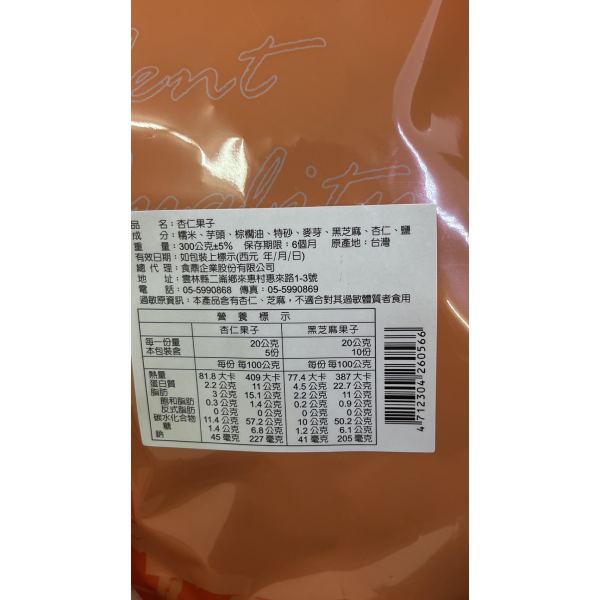 lent
uality
品　　名：杏仁果子
成　　分：糯米、芋頭、棕櫚油、特砂、麥芽、黑芝麻、杏仁、鹽
重　　量：300公克±5%　保存期限：6個月　原產地：台灣
有效日期：如包裝上標示(西元 年/月/日)
總 代 理：食鼎企業股份有限公司
地　　址：雲林縣二崙鄉來惠村惠來路1-3號
電　　話：05-5990868　傳真：05-5990869
過敏原資訊：本產品含有杏仁、芝麻，不適合對其過敏體質者食用
營 養 標 示
杏仁果子　黑芝麻果子
每一份量　20公克　20公克
本包裝含　5份　10份
每份 每100公克　每份 每100公克
熱量　81.8 大卡　409 大卡　77.4 大卡　387 大卡
蛋白質　2.2 公克　11 公克　4.5 公克　22.7 公克
脂肪　3 公克　15.1 公克　2.2 公克　11 公克
飽和脂肪　0.3 公克　1.4 公克　0.2 公克　0.9 公克
反式脂肪　0 公克　0 公克　0 公克　0 公克
碳水化合物　11.4 公克　57.2 公克　10 公克　50.2 公克
糖　1.4 公克　6.8 公克　1.2 公克　6.1 公克
鈉　45 毫克　227 毫克　41 毫克　205 毫克
4 712304 260566